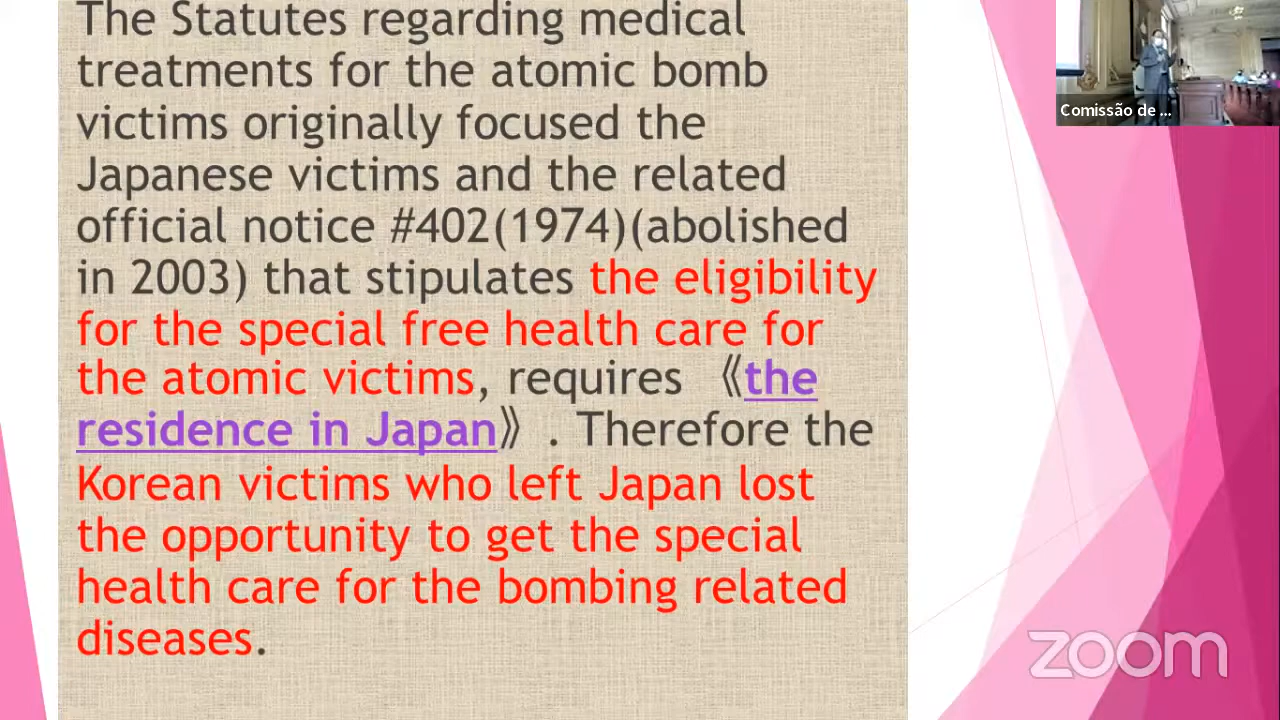 The Statutes regarding medical
treatments for the atomic bomb
victims originally focused the
Japanese victims and the related
official notice #402(1974)(abolished
in 2003) that stipulates the eligibility
for the special free health care for
the atomic victims, requires 《the
residence in Japan》 . Therefore the
Korean victims who left Japan lost
the opportunity to get the special
health care for the bombing related
diseases.
Comissão de ...
zoom